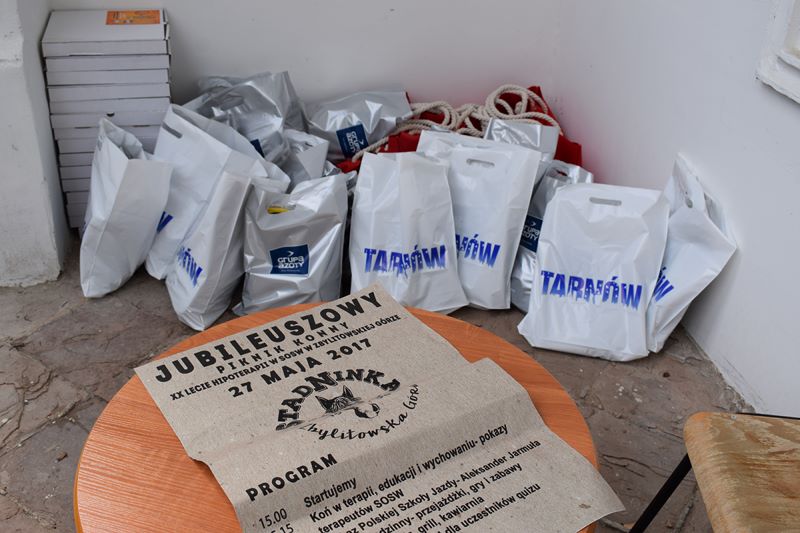 GRUPA
AZOTY
TARNÓW
TARNÓW
TARNÓW
JUBILEUSZOWY
PIKNIK KONNY
XX LECIE HIPOTERAPII W SOSW W ZBYLITOWSKIEJ GÓRZE
27 MAJA 2017
STADNINKA
Zbylitowska Góra
PROGRAM
15.00 Startujemy
Koń w terapii, edukacji i wychowaniu- pokazy
terapeutów SOSW
Polskiej Szkoły Jazdy- Aleksander Jarmuła
przejażdżki, gry i zabawy
grill, kawiarnia
dla uczestników quizu